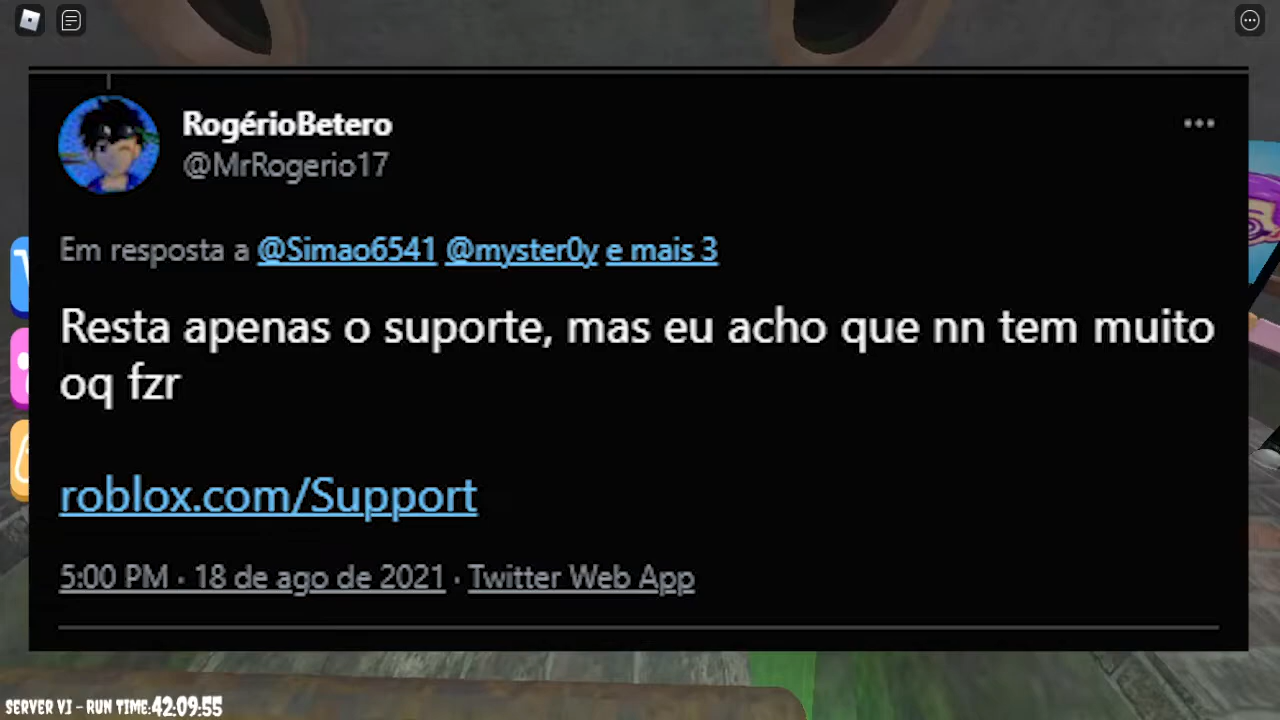 RogérioBetero
@MrRogerio17
Em resposta a @Simao6541 @myster0y e mais 3
Resta apenas o suporte, mas eu acho que nn tem muito
oq fzr
roblox.com/Support
5:00 PM · 18 de ago de 2021 · Twitter Web App
SERVER V1 - RUN TIME:42:09:55